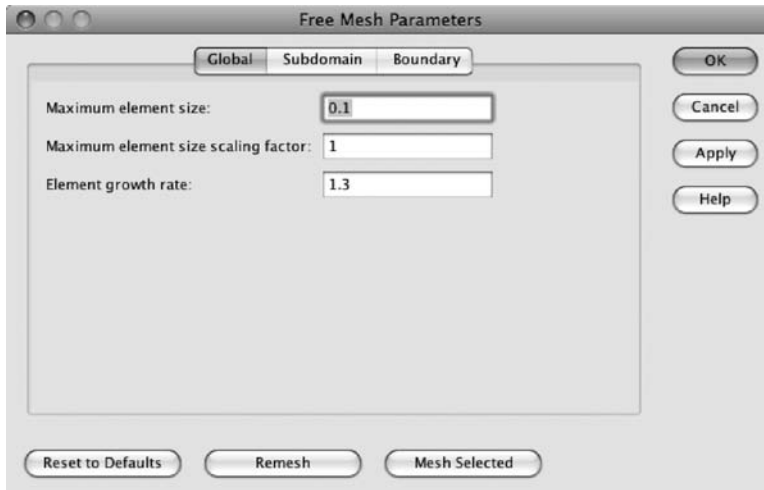 Free Mesh Parameters
Global Subdomain Boundary
Maximum element size: 0.1
Maximum element size scaling factor: 1
Element growth rate: 1.3
OK
Cancel
Apply
Help
Reset to Defaults Remesh Mesh Selected